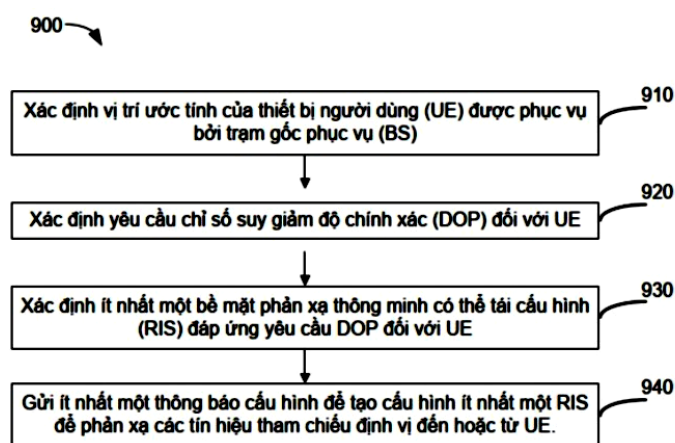 900
910
Xác định vị trí ước tính của thiết bị người dùng (UE) được phục vụ
bởi trạm gốc phục vụ (BS)
920
Xác định yêu cầu chỉ số suy giảm độ chính xác (DOP) đối với UE
930
Xác định ít nhất một bề mặt phản xạ thông minh có thể tái cấu hình
(RIS) đáp ứng yêu cầu DOP đối với UE
940
Gửi ít nhất một thông báo cấu hình để tạo cấu hình ít nhất một RIS
để phản xạ các tín hiệu tham chiếu định vị đến hoặc từ UE.